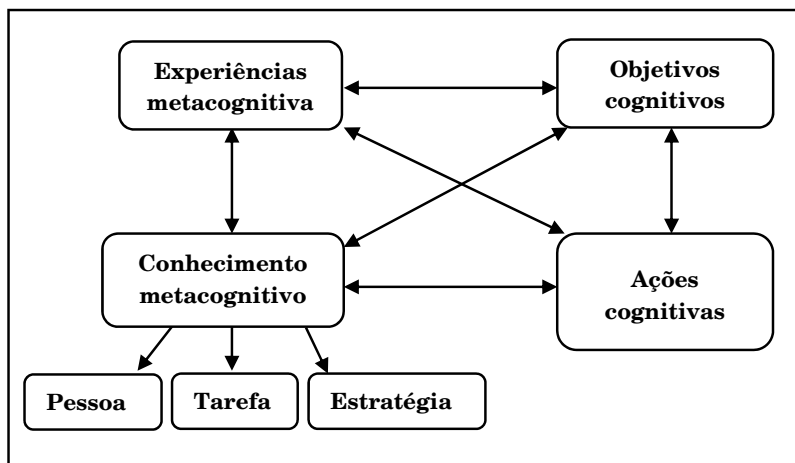 Experiências
metacognitiva
Objetivos
cognitivos
Conhecimento
metacognitivo
Ações
cognitivas
Pessoa
Tarefa
Estratégia